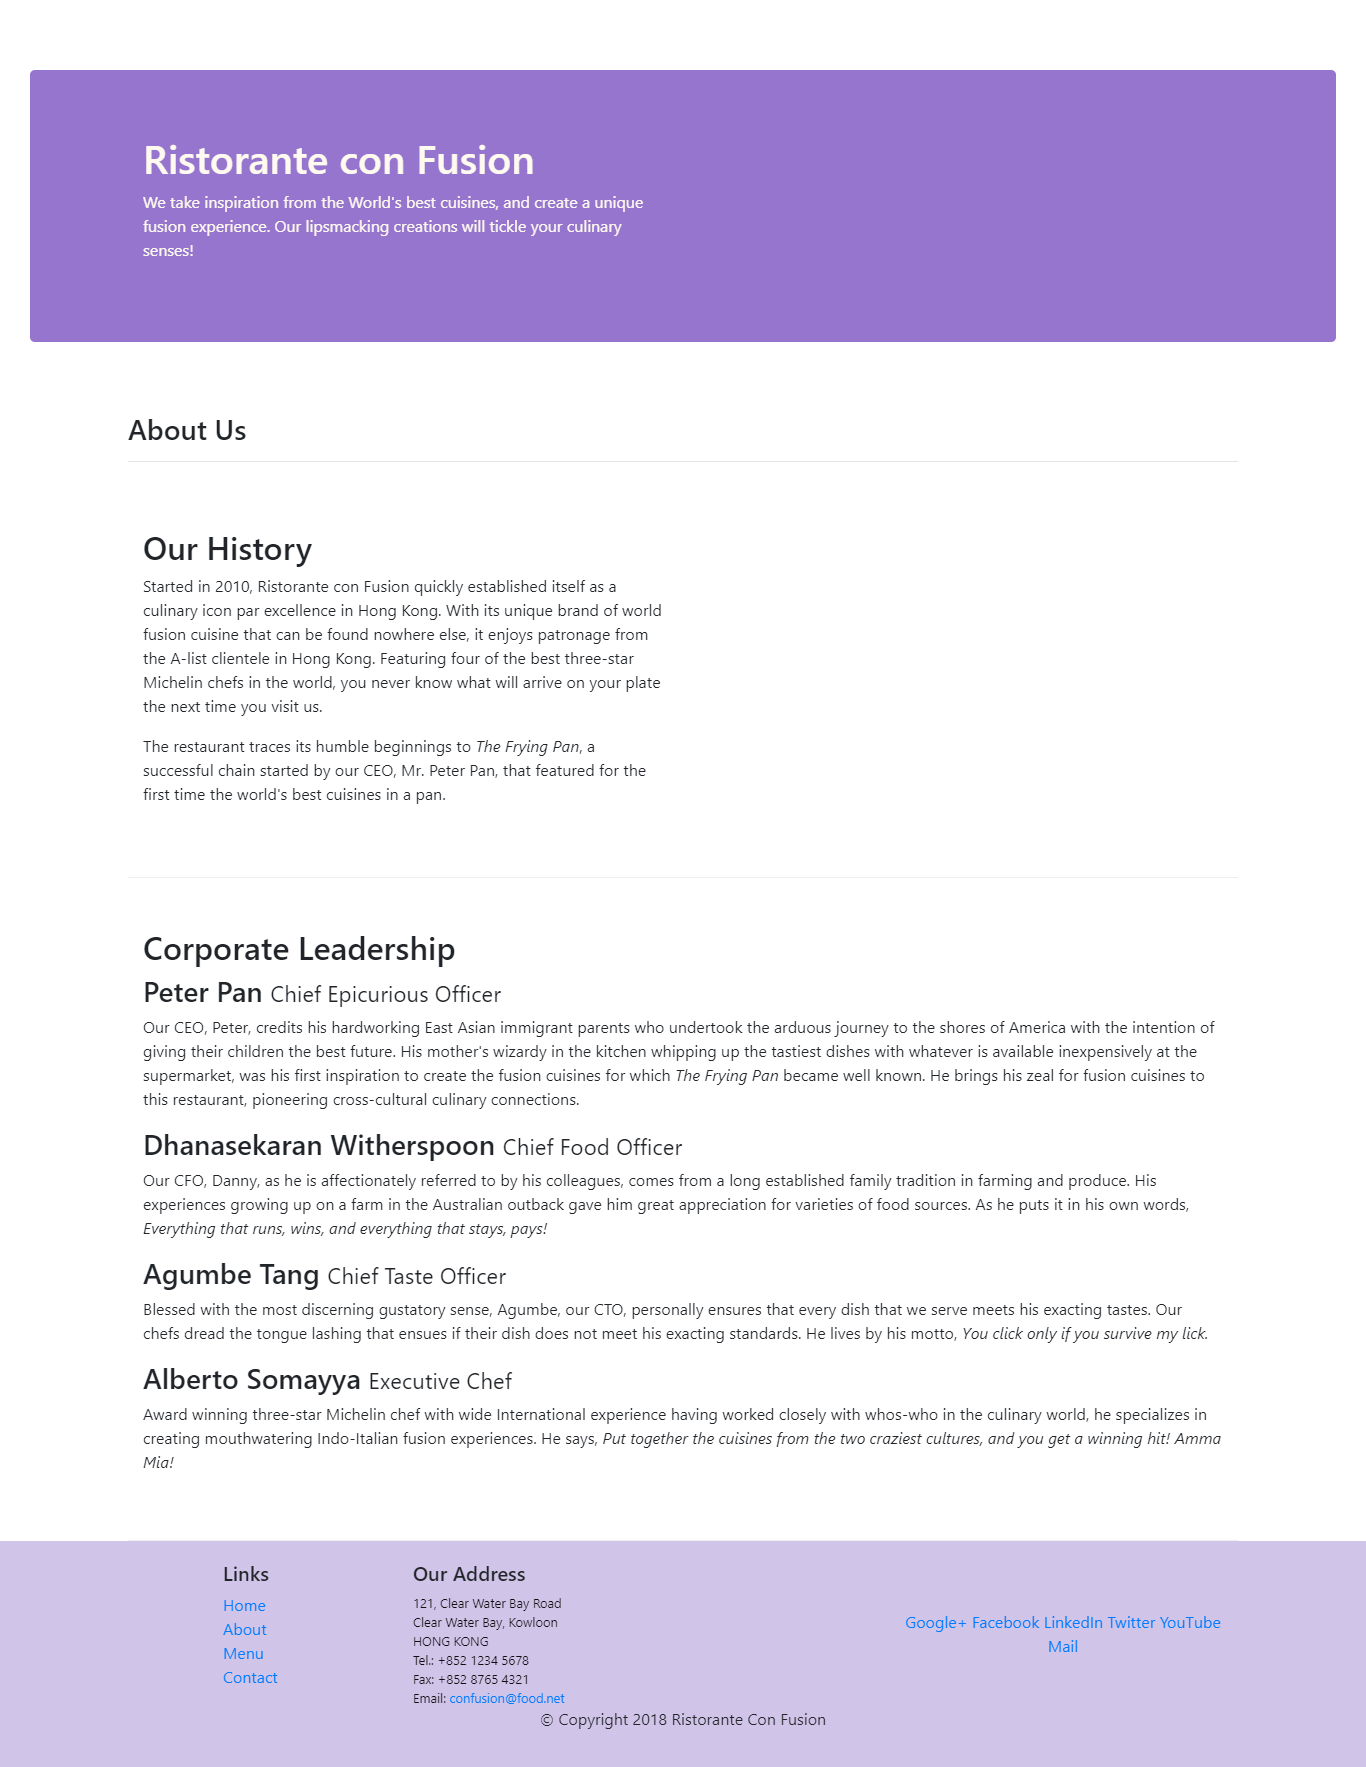 Ristorante con Fusion
We take inspiration from the World's best cuisines, and create a unique
fusion experience. Our lipsmacking creations will tickle your culinary
senses!
About Us
Our History
Started in 2010, Ristorante con Fusion quickly established itself as a
culinary icon par excellence in Hong Kong. With its unique brand of world
fusion cuisine that can be found nowhere else, it enjoys patronage from
the A-list clientele in Hong Kong. Featuring four of the best three-star
Michelin chefs in the world, you never know what will arrive on your plate
the next time you visit us.
The restaurant traces its humble beginnings to The Frying Pan, a
successful chain started by our CEO, Mr. Peter Pan, that featured for the
first time the world's best cuisines in a pan.
Corporate Leadership
Peter Pan Chief Epicurious Officer
Our CEO, Peter, credits his hardworking East Asian immigrant parents who undertook the arduous journey to the shores of America with the intention of
giving their children the best future. His mother's wizardy in the kitchen whipping up the tastiest dishes with whatever is available inexpensively at the
supermarket, was his first inspiration to create the fusion cuisines for which The Frying Pan became well known. He brings his zeal for fusion cuisines to
this restaurant, pioneering cross-cultural culinary connections.
Dhanasekaran Witherspoon Chief Food Officer
Our CFO, Danny, as he is affectionately referred to by his colleagues, comes from a long established family tradition in farming and produce. His
experiences growing up on a farm in the Australian outback gave him great appreciation for varieties of food sources. As he puts it in his own words,
Everything that runs, wins, and everything that stays, pays!
Agumbe Tang Chief Taste Officer
Blessed with the most discerning gustatory sense, Agumbe, our CTO, personally ensures that every dish that we serve meets his exacting tastes. Our
chefs dread the tongue lashing that ensues if their dish does not meet his exacting standards. He lives by his motto, You click only if you survive my lick.
Alberto Somayya Executive Chef
Award winning three-star Michelin chef with wide International experience having worked closely with whos-who in the culinary world, he specializes in
creating mouthwatering Indo-Italian fusion experiences. He says, Put together the cuisines from the two craziest cultures, and you get a winning hit! Amma
Mia!
Links
Home
About
Menu
Contact
Our Address
121, Clear Water Bay Road
Clear Water Bay, Kowloon
HONG KONG
Tel.: +852 1234 5678
Fax: +852 8765 4321
Email: confusion@food.net
Google+ Facebook LinkedIn Twitter YouTube
Mail
© Copyright 2018 Ristorante Con Fusion